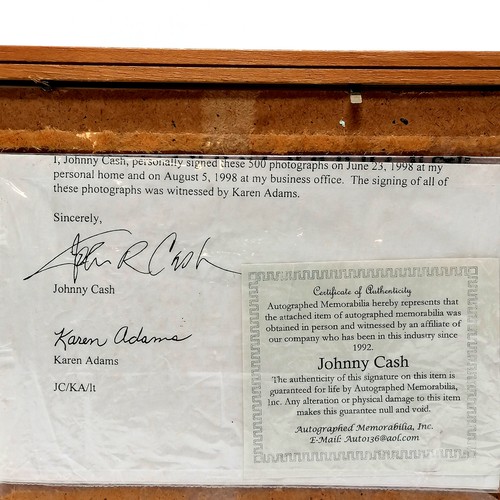 I, Johnny Cash, personally signed these 500 photographs on June 23, 1998 at my
personal home and on August 5, 1998 at my business office. The signing of all of
these photographs was witnessed by Karen Adams.
Sincerely,
John R Cash
Johnny Cash
Karen Adams
Karen Adams
JC/KA/lt
Certificate of Authenticity
Autographed Memorabilia hereby represents that
the attached item of autographed memorabilia was
obtained in person and witnessed by an affiliate of
our company who has been in this industry since
1992.
Johnny Cash
The authenticity of this signature on this item is
guaranteed for life by Autographed Memorabilia,
Inc. Any alteration or physical damage to this item
makes this guarantee null and void.
Autographed Memorabilia, Inc.
E-Mail: Auto136@aol.com